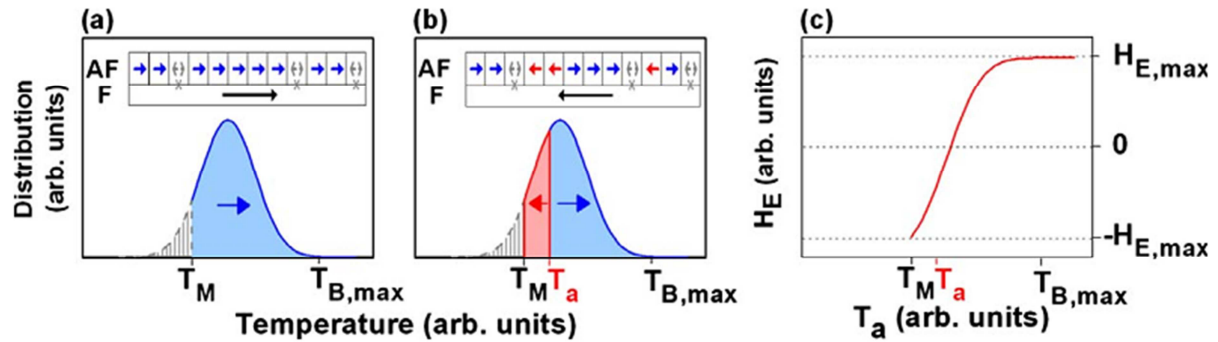 (a)
AF
F
Distribution
(arb. units)
T_M
T_B,max
(b)
AF
F
T_M
T_a
T_B,max
Temperature (arb. units)
(c)
H_E (arb. units)
H_E,max
0
-H_E,max
T_M
T_a
T_B,max
T_a (arb. units)